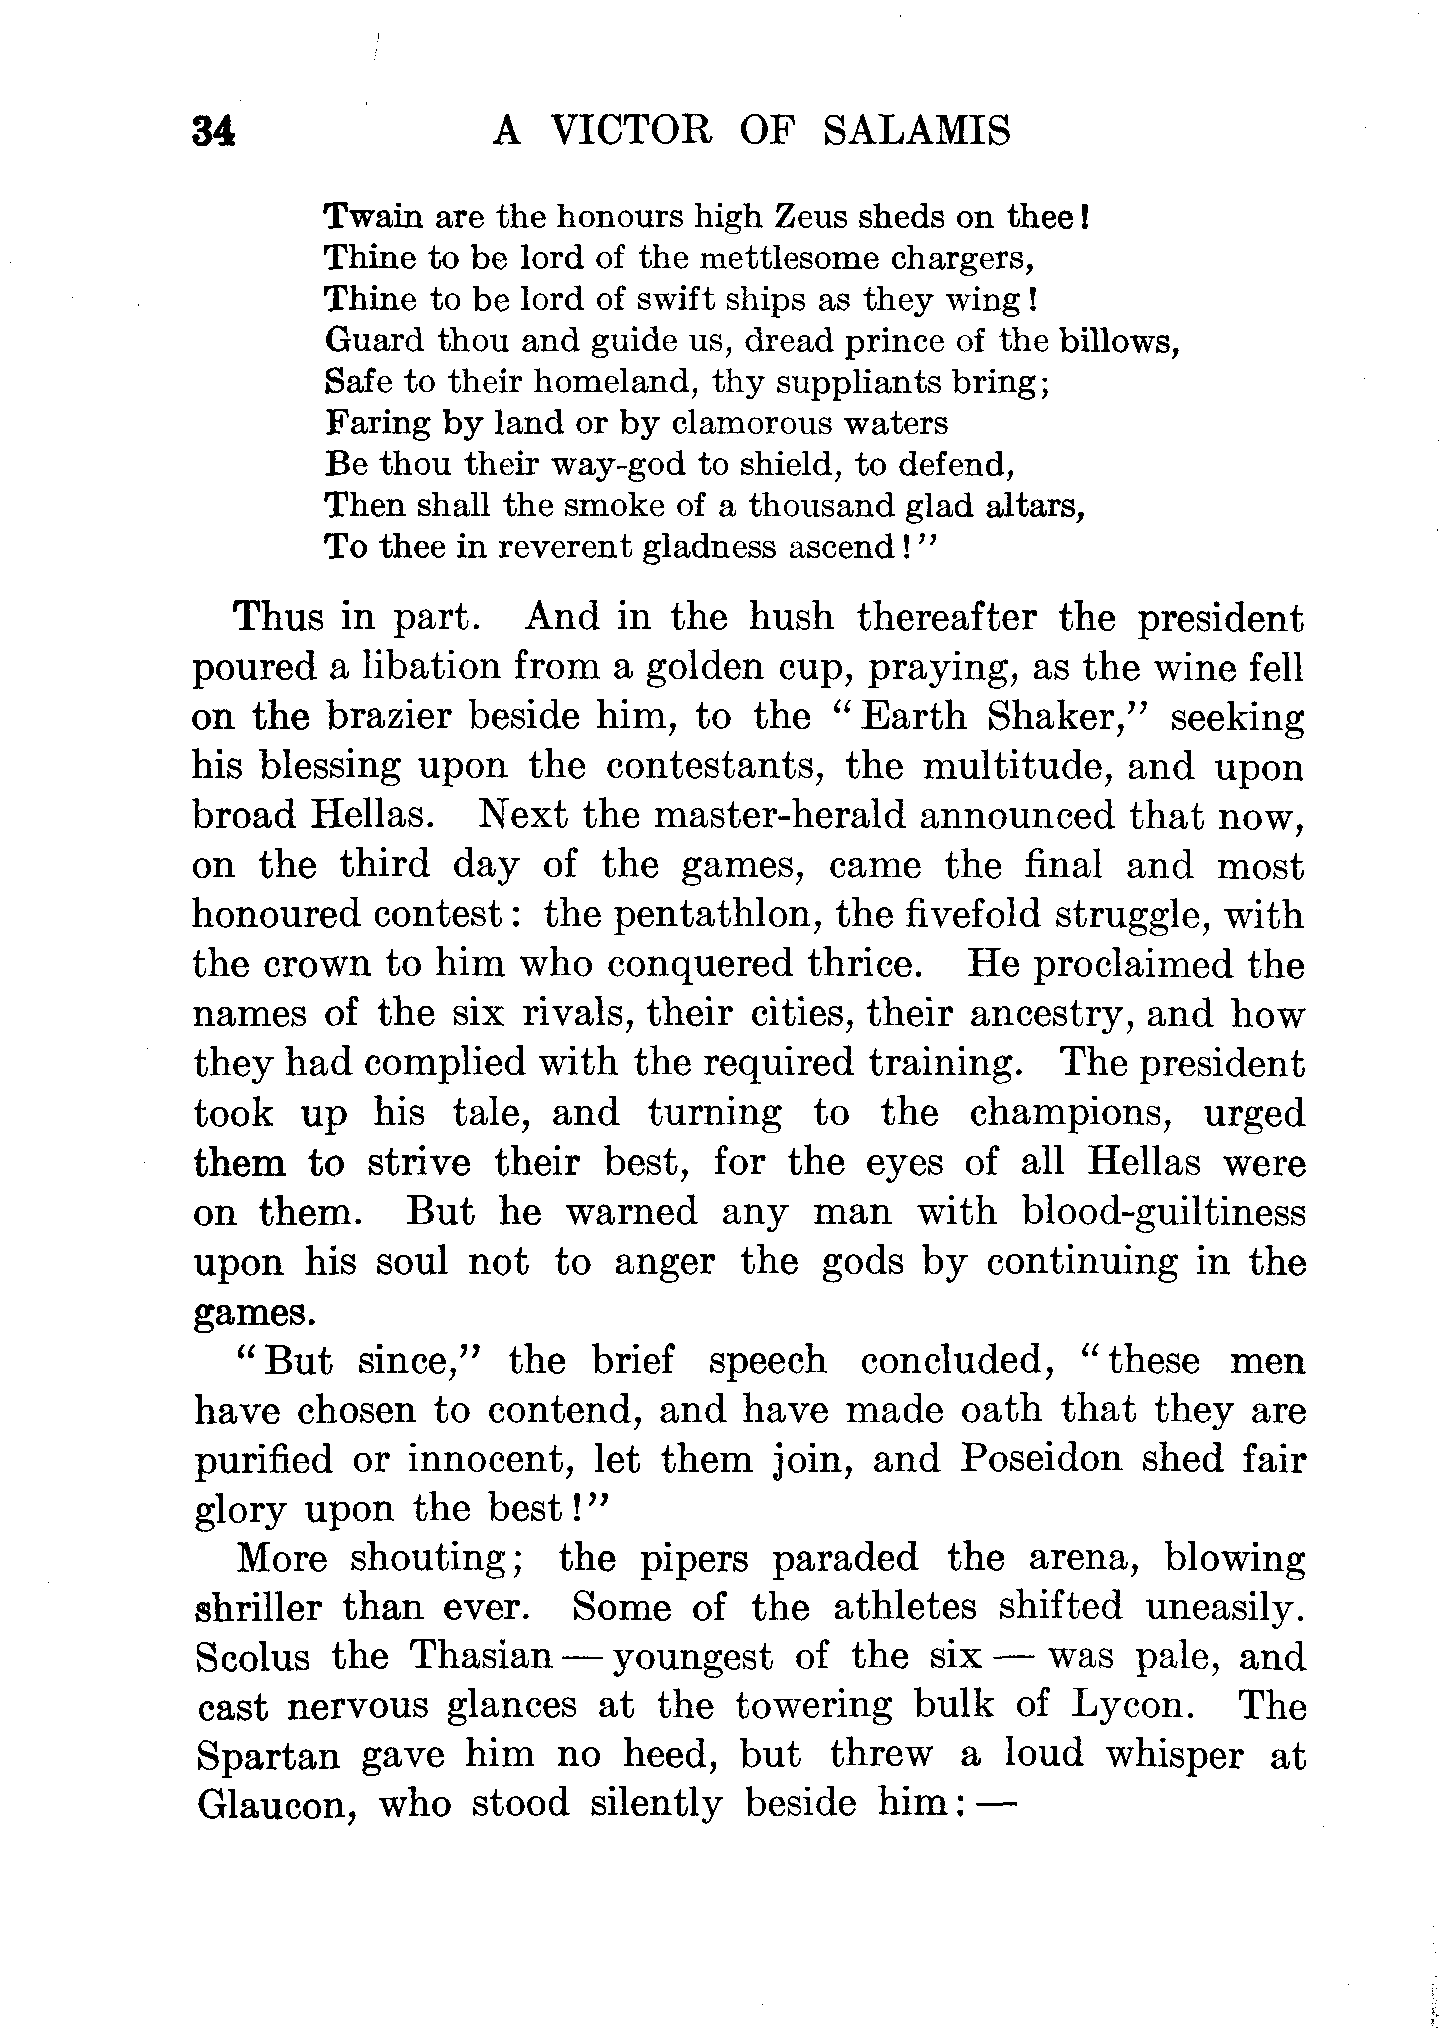 34 A VICTOR OF SALAMIS
Twain are the honours high Zeus sheds on thee!
Thine to be lord of the mettlesome chargers,
Thine to be lord of swift ships as they wing!
Guard thou and guide us, dread prince of the billows,
Safe to their homeland, thy suppliants bring;
Faring by land or by clamorous waters
Be thou their way-god to shield, to defend,
Then shall the smoke of a thousand glad altars,
To thee in reverent gladness ascend!"
Thus in part. And in the hush thereafter the president
poured a libation from a golden cup, praying, as the wine fell
on the brazier beside him, to the "Earth Shaker," seeking
his blessing upon the contestants, the multitude, and upon
broad Hellas. Next the master-herald announced that now,
on the third day of the games, came the final and most
honoured contest: the pentathlon, the fivefold struggle, with
the crown to him who conquered thrice. He proclaimed the
names of the six rivals, their cities, their ancestry, and how
they had complied with the required training. The president
took up his tale, and turning to the champions, urged
them to strive their best, for the eyes of all Hellas were
on them. But he warned any man with blood-guiltiness
upon his soul not to anger the gods by continuing in the
games.
"But since," the brief speech concluded, "these men
have chosen to contend, and have made oath that they are
purified or innocent, let them join, and Poseidon shed fair
glory upon the best!"
More shouting; the pipers paraded the arena, blowing
shriller than ever. Some of the athletes shifted uneasily.
Scolus the Thasian — youngest of the six — was pale, and
cast nervous glances at the towering bulk of Lycon. The
Spartan gave him no heed, but threw a loud whisper at
Glaucon, who stood silently beside him: —